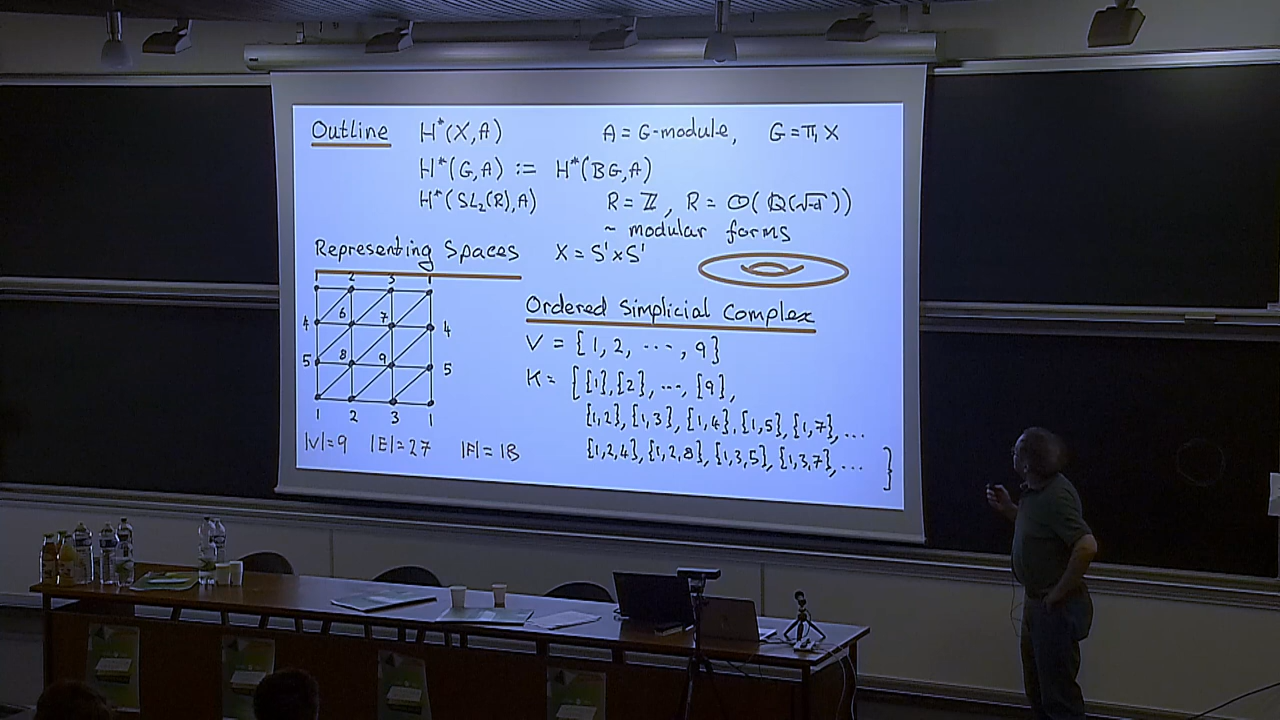 Outline H*(X,A) A = G-module, G = π₁X
H*(G,A) := H*(BG,A)
H*(SL₂(R),A) R = ℤ, R = O(ℚ(√-d))
~ modular forms
Representing Spaces X = S¹×S¹
1 2 3 1
4 6 7 4
5 8 9 5
1 2 3 1
|V|=9 |E|=27 |F|=18
Ordered Simplicial Complex
V = {1, 2, ..., 9}
K = {{1},{2}, ..., {9},
{1,2}, {1,3}, {1,4}, {1,5}, {1,7}, ...
{1,2,4}, {1,2,8}, {1,3,5}, {1,3,7}, ... }